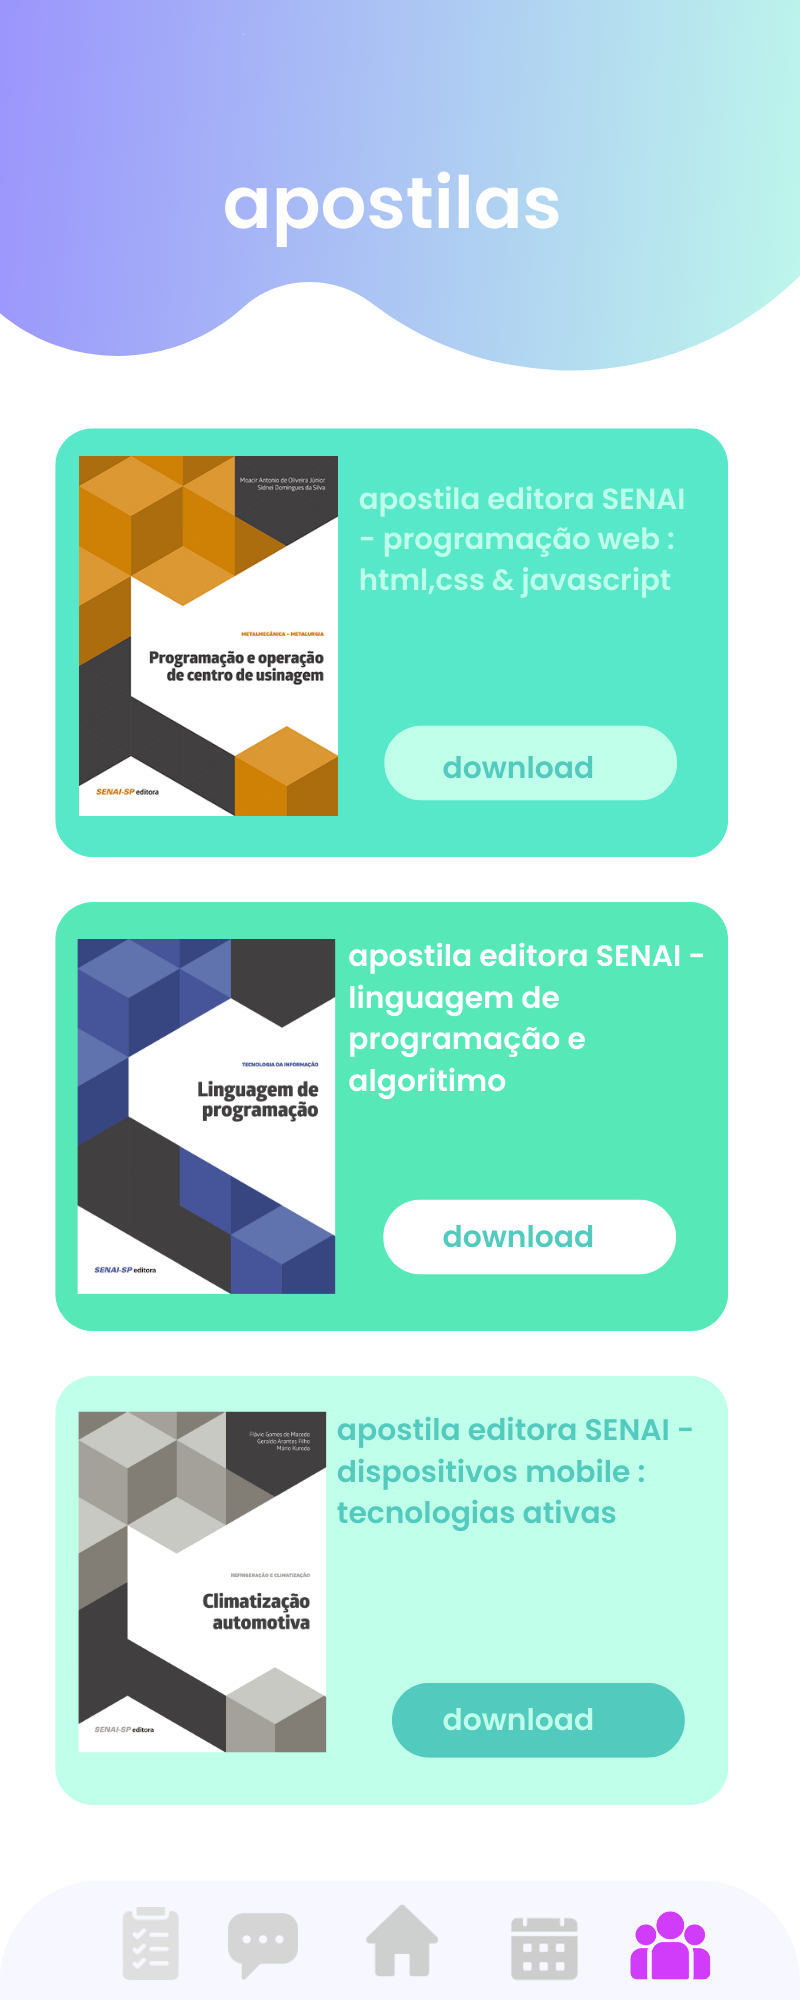 apostilas
Moacir Antonio de Oliveira Júnior
Sidnei Domingues da Silva
METALMECÂNICA - METALURGIA
Programação e operação
de centro de usinagem
SENAI-SP editora
apostila editora SENAI
- programação web :
html,css & javascript
download
TECNOLOGIA DA INFORMAÇÃO
Linguagem de
programação
SENAI-SP editora
apostila editora SENAI -
linguagem de
programação e
algoritimo
download
Flávio Gomes de Macedo
Geraldo Arantes Filho
Mário Kuroda
REFRIGERAÇÃO E CLIMATIZAÇÃO
Climatização
automotiva
SENAI-SP editora
apostila editora SENAI -
dispositivos mobile :
tecnologias ativas
download